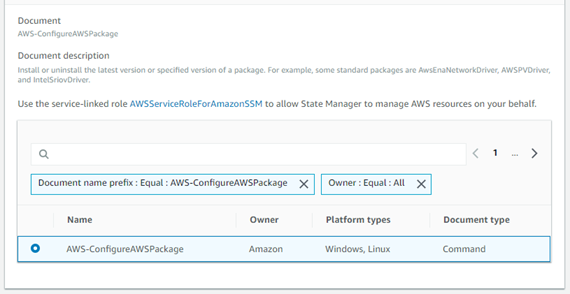 Document
AWS-ConfigureAWSPackage
Document description
Install or uninstall the latest version or specified version of a package. For example, some standard packages are AwsEnaNetworkDriver, AWSPVDriver,
and IntelSriovDriver.
Use the service-linked role AWSServiceRoleForAmazonSSM to allow State Manager to manage AWS resources on your behalf.
1 ...
Document name prefix : Equal : AWS-ConfigureAWSPackage Owner : Equal : All
Name Owner Platform types Document type
AWS-ConfigureAWSPackage Amazon Windows, Linux Command